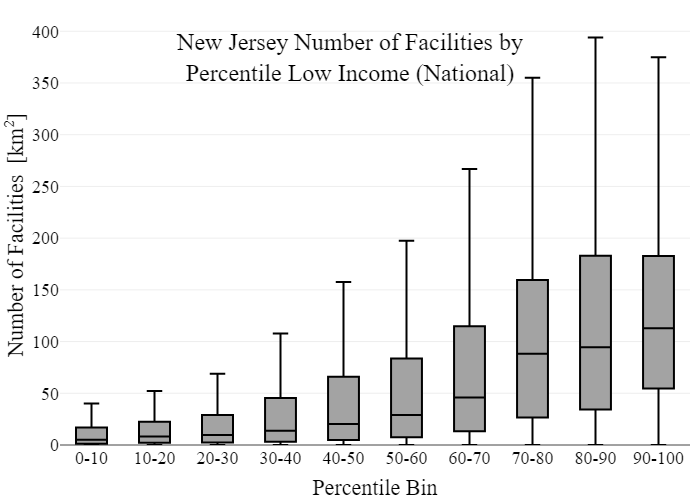 New Jersey Number of Facilities by
Percentile Low Income (National)
Number of Facilities [km²]
400
350
300
250
200
150
100
50
0
0-10 10-20 20-30 30-40 40-50 50-60 60-70 70-80 80-90 90-100
Percentile Bin